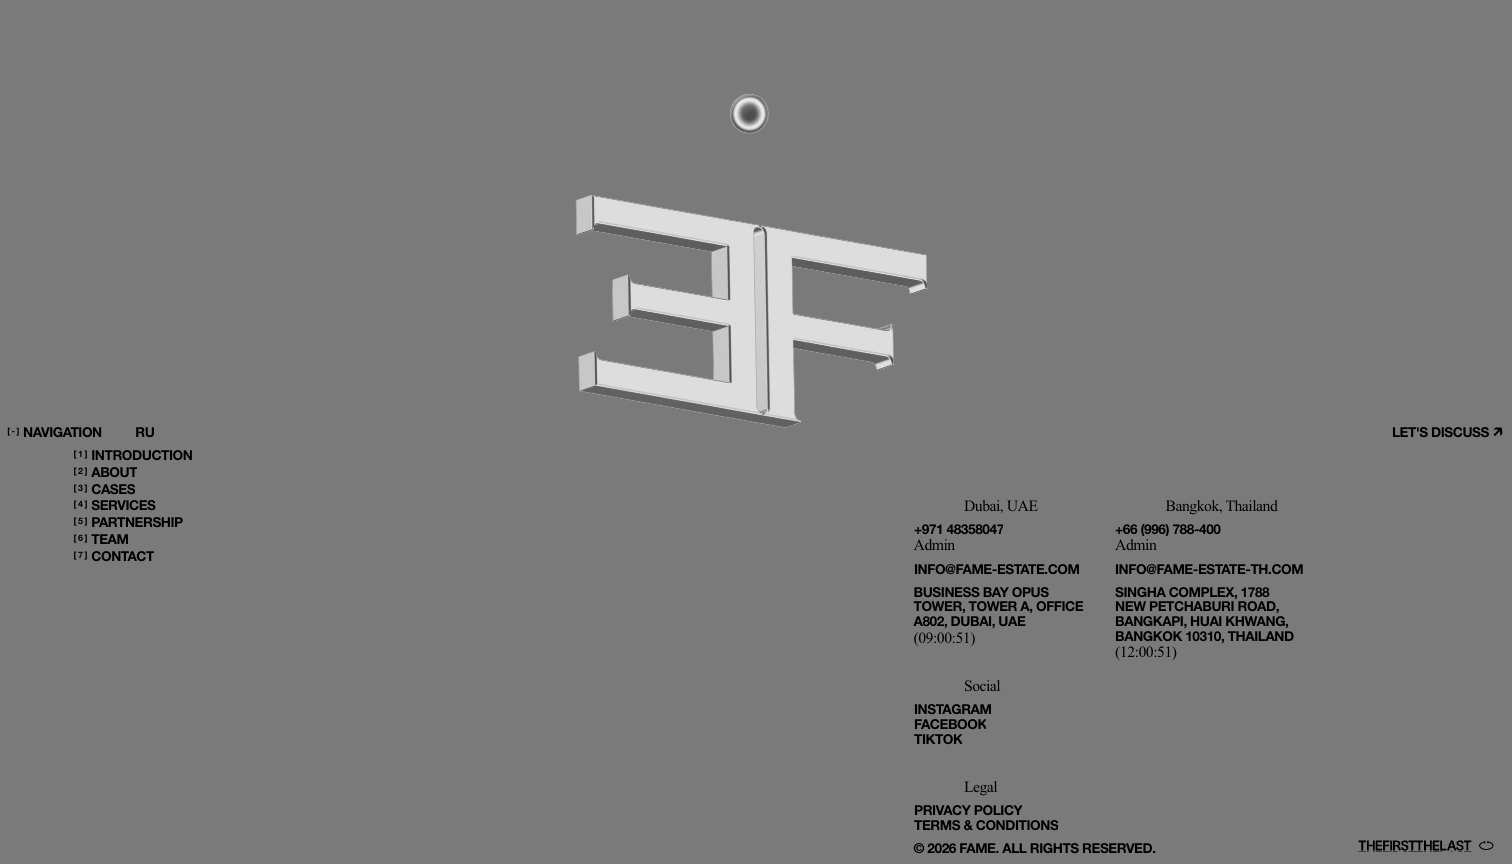 [-] NAVIGATION
RU
LET'S DISCUSS
[1] INTRODUCTION
[2] ABOUT
[3] CASES
[4] SERVICES
[5] PARTNERSHIP
[6] TEAM
[7] CONTACT
Dubai, UAE
+971 48358047
Admin
INFO@FAME-ESTATE.COM
BUSINESS BAY OPUS
TOWER, TOWER A, OFFICE
A802, DUBAI, UAE
(09:00:51)
Bangkok, Thailand
+66 (996) 788-400
Admin
INFO@FAME-ESTATE-TH.COM
SINGHA COMPLEX, 1788
NEW PETCHABURI ROAD,
BANGKAPI, HUAI KHWANG,
BANGKOK 10310, THAILAND
(12:00:51)
Social
INSTAGRAM
FACEBOOK
TIKTOK
Legal
PRIVACY POLICY
TERMS & CONDITIONS
© 2026 FAME. ALL RIGHTS RESERVED.
THEFIRSTTHELAST